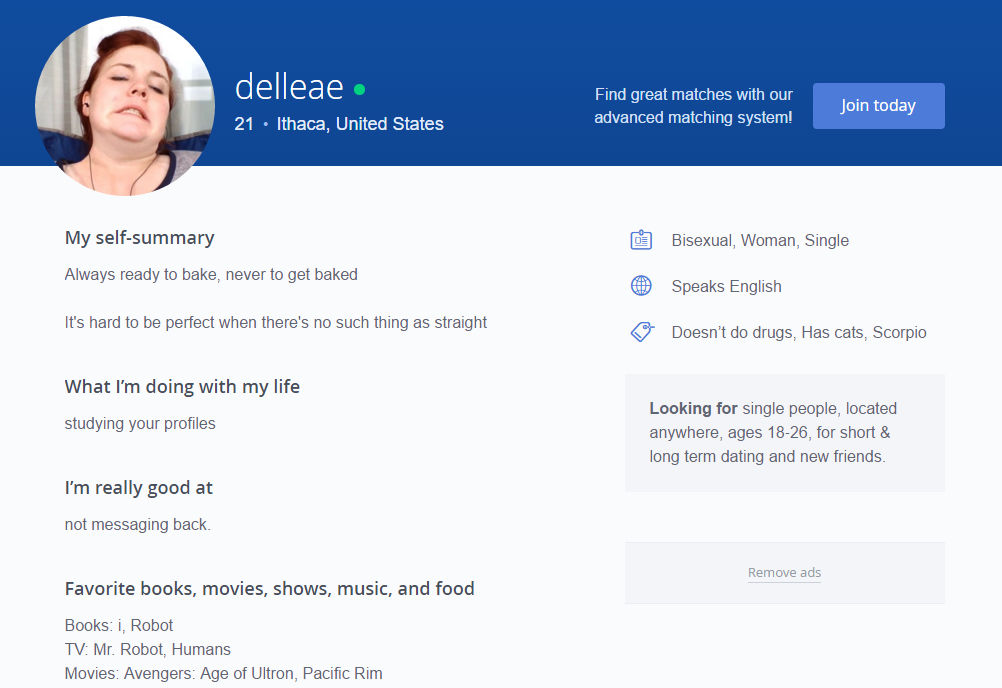 delleae
21 • Ithaca, United States
Find great matches with our
advanced matching system!
Join today
My self-summary
Always ready to bake, never to get baked
It's hard to be perfect when there's no such thing as straight
What I’m doing with my life
studying your profiles
I’m really good at
not messaging back.
Favorite books, movies, shows, music, and food
Books: i, Robot
TV: Mr. Robot, Humans
Movies: Avengers: Age of Ultron, Pacific Rim
Bisexual, Woman, Single
Speaks English
Doesn’t do drugs, Has cats, Scorpio
Looking for single people, located
anywhere, ages 18-26, for short &
long term dating and new friends.
Remove ads